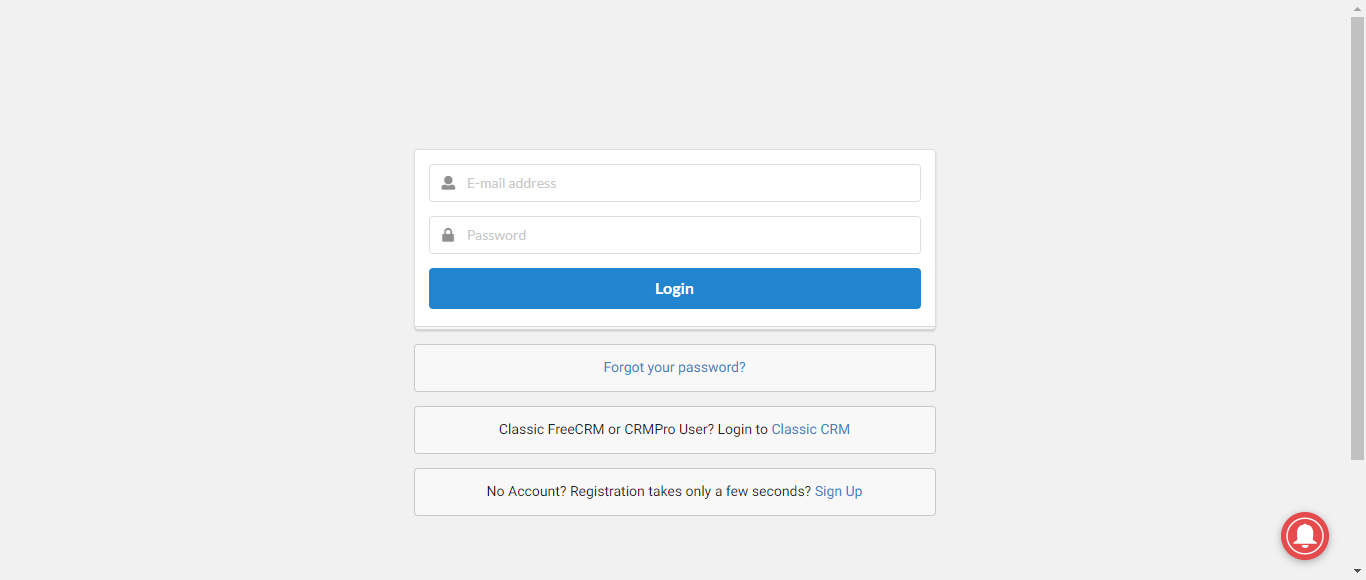 E-mail address
Password
Login
Forgot your password?
Classic FreeCRM or CRMPro User? Login to Classic CRM
No Account? Registration takes only a few seconds? Sign Up